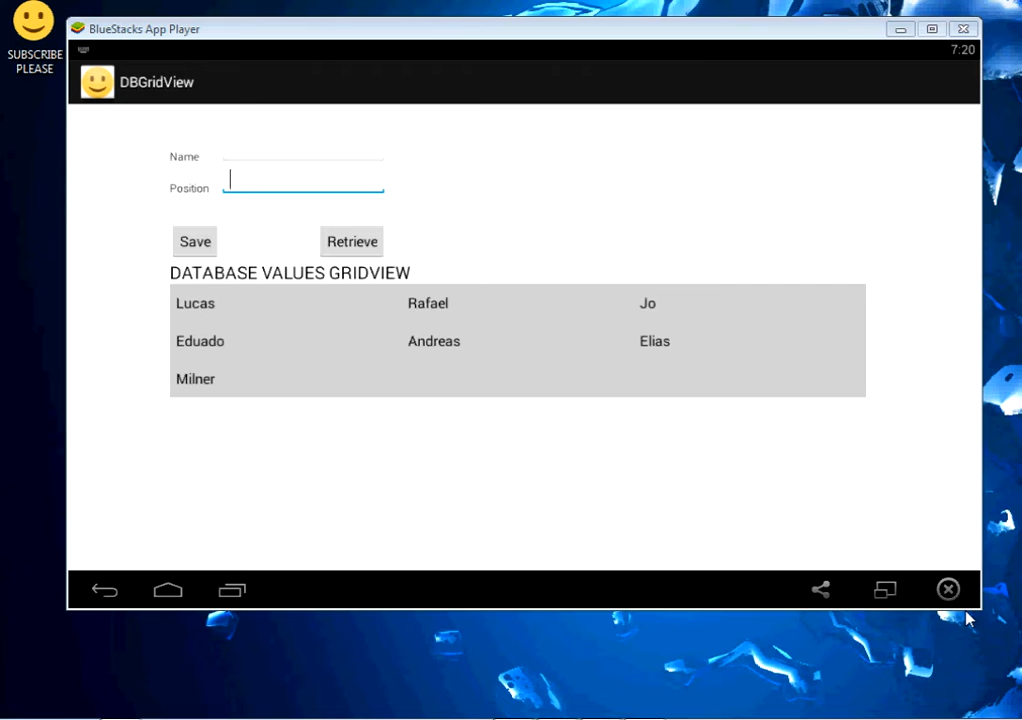 SUBSCRIBE
PLEASE
BlueStacks App Player
7:20
DBGridView
Name
Position
Save Retrieve
DATABASE VALUES GRIDVIEW
Lucas Rafael Jo
Eduado Andreas Elias
Milner